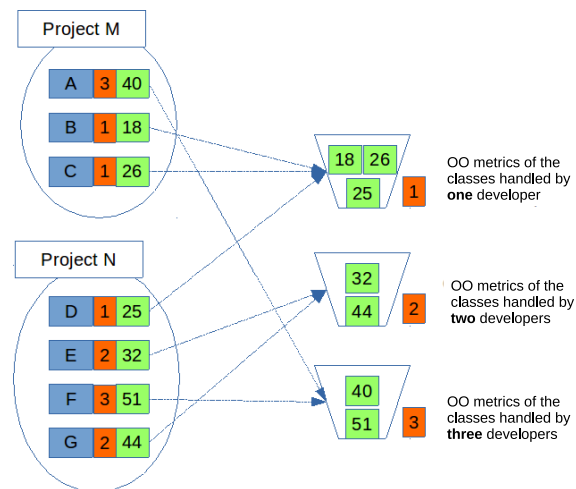 Project M
A 3 40
B 1 18
C 1 26
Project N
D 1 25
E 2 32
F 3 51
G 2 44
18 26
25
1
OO metrics of the
classes handled by
one developer
32
44
2
OO metrics of the
classes handled by
two developers
40
51
3
OO metrics of the
classes handled by
three developers